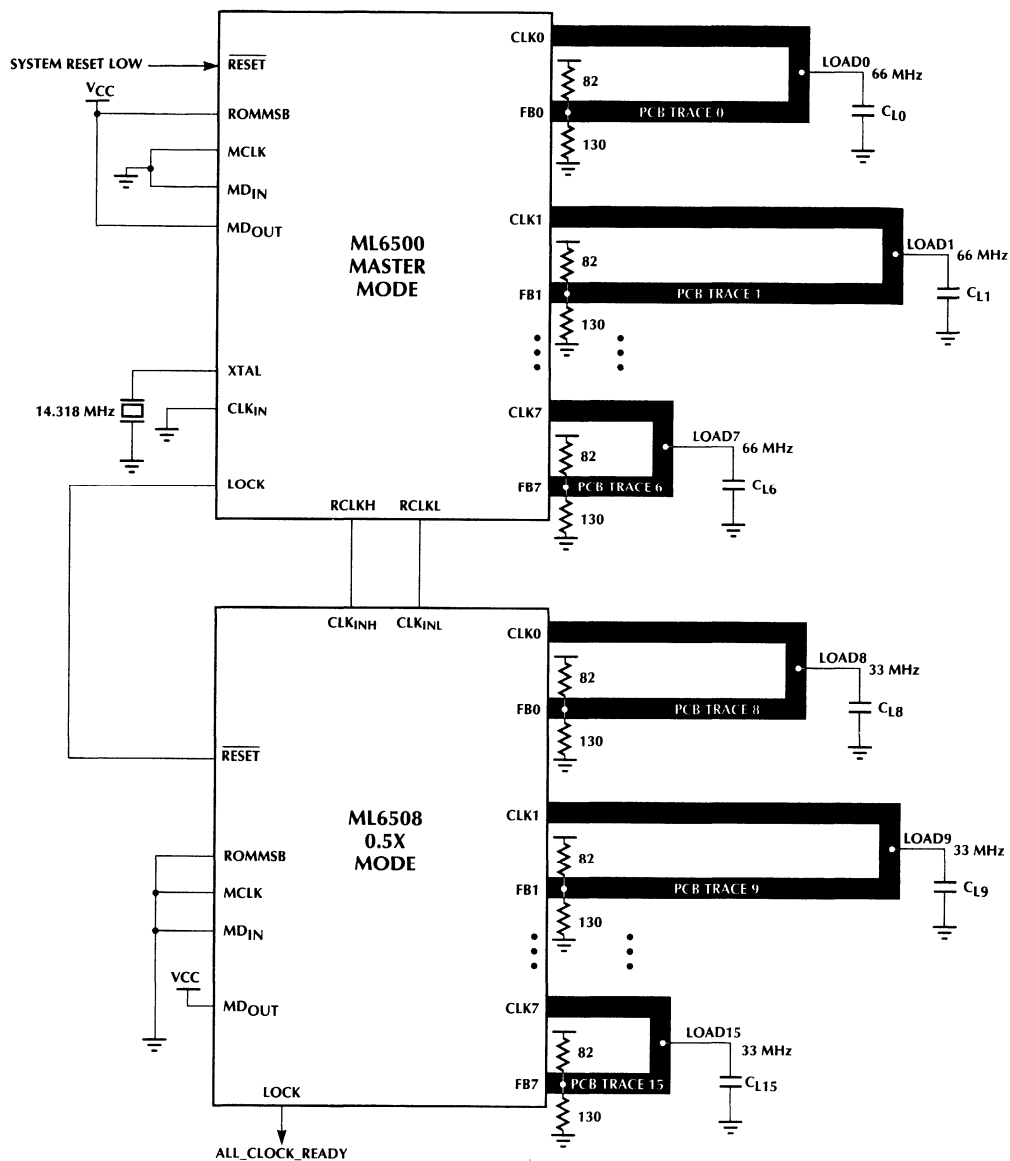 CLK0
SYSTEM RESET LOW
RESET
82
LOAD0
66 MHz
VCC
ROMMSB
FB0
PCB TRACE 0
CL0
130
MCLK
MDIN
CLK1
MDOUT
ML6500
MASTER
MODE
82
LOAD1
66 MHz
FB1
PCB TRACE 1
CL1
130
XTAL
14.318 MHz
CLKIN
CLK7
82
LOAD7
66 MHz
LOCK
FB7
PCB TRACE 6
CL6
RCLKH RCLKL
130
CLKINH CLKINL
CLK0
82
LOAD8
33 MHz
FB0
PCB TRACE 8
CL8
130
RESET
ML6508
0.5X
MODE
CLK1
ROMMSB
82
LOAD9
33 MHz
MCLK
FB1
PCB TRACE 9
CL9
MDIN
130
VCC
MDOUT
CLK7
82
LOAD15
33 MHz
FB7
PCB TRACE 15
CL15
LOCK
130
ALL_CLOCK_READY